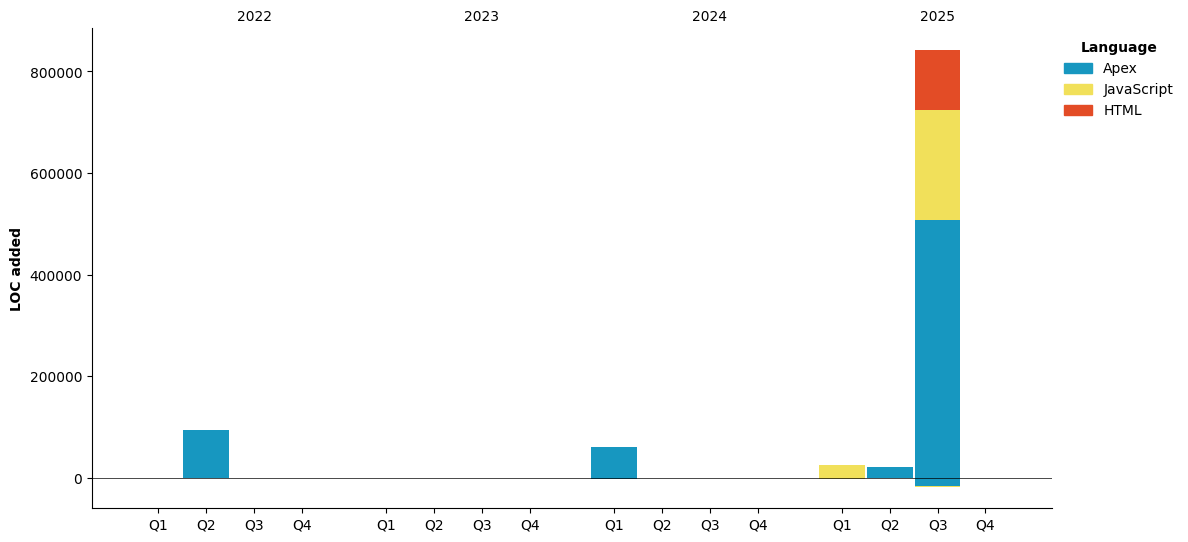 2022 2023 2024 2025
Language
Apex
JavaScript
HTML
LOC added
800000
600000
400000
200000
0
Q1 Q2 Q3 Q4 Q1 Q2 Q3 Q4 Q1 Q2 Q3 Q4 Q1 Q2 Q3 Q4